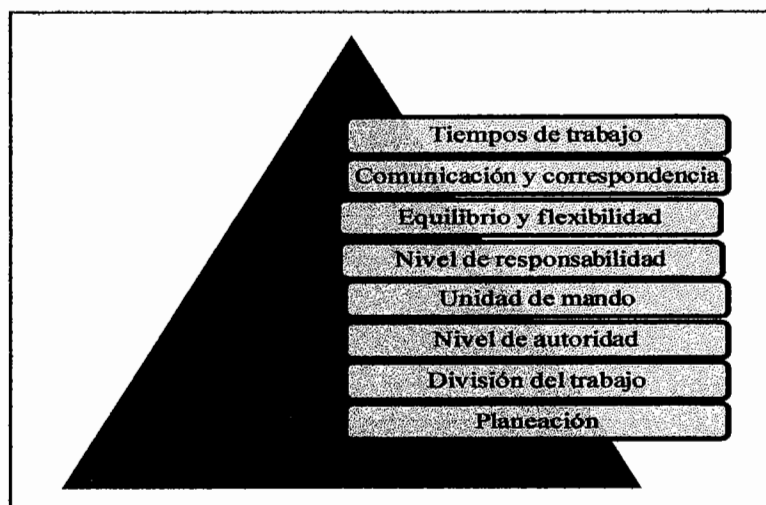 Tiempos de trabajo
Comunicación y correspondencia
Equilibrio y flexibilidad
Nivel de responsabilidad
Unidad de mando
Nivel de autoridad
División del trabajo
Planeación